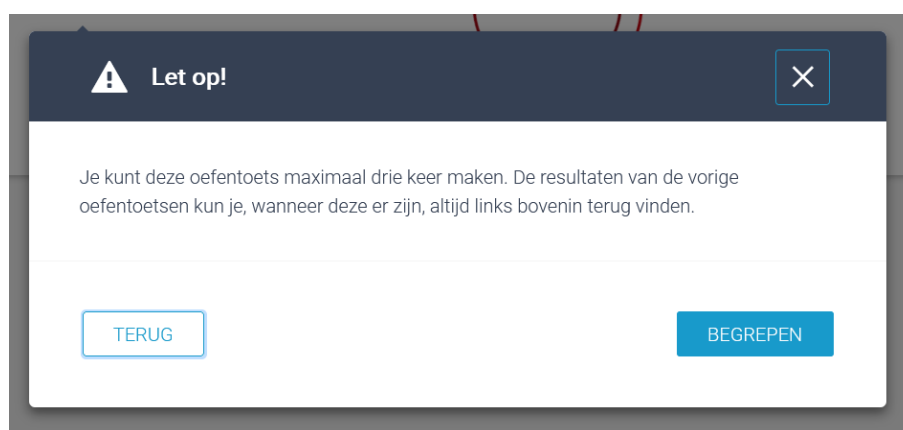 Let op!
Je kunt deze oefentoets maximaal drie keer maken. De resultaten van de vorige
oefentoetsen kun je, wanneer deze er zijn, altijd links bovenin terug vinden.
TERUG
BEGREPEN